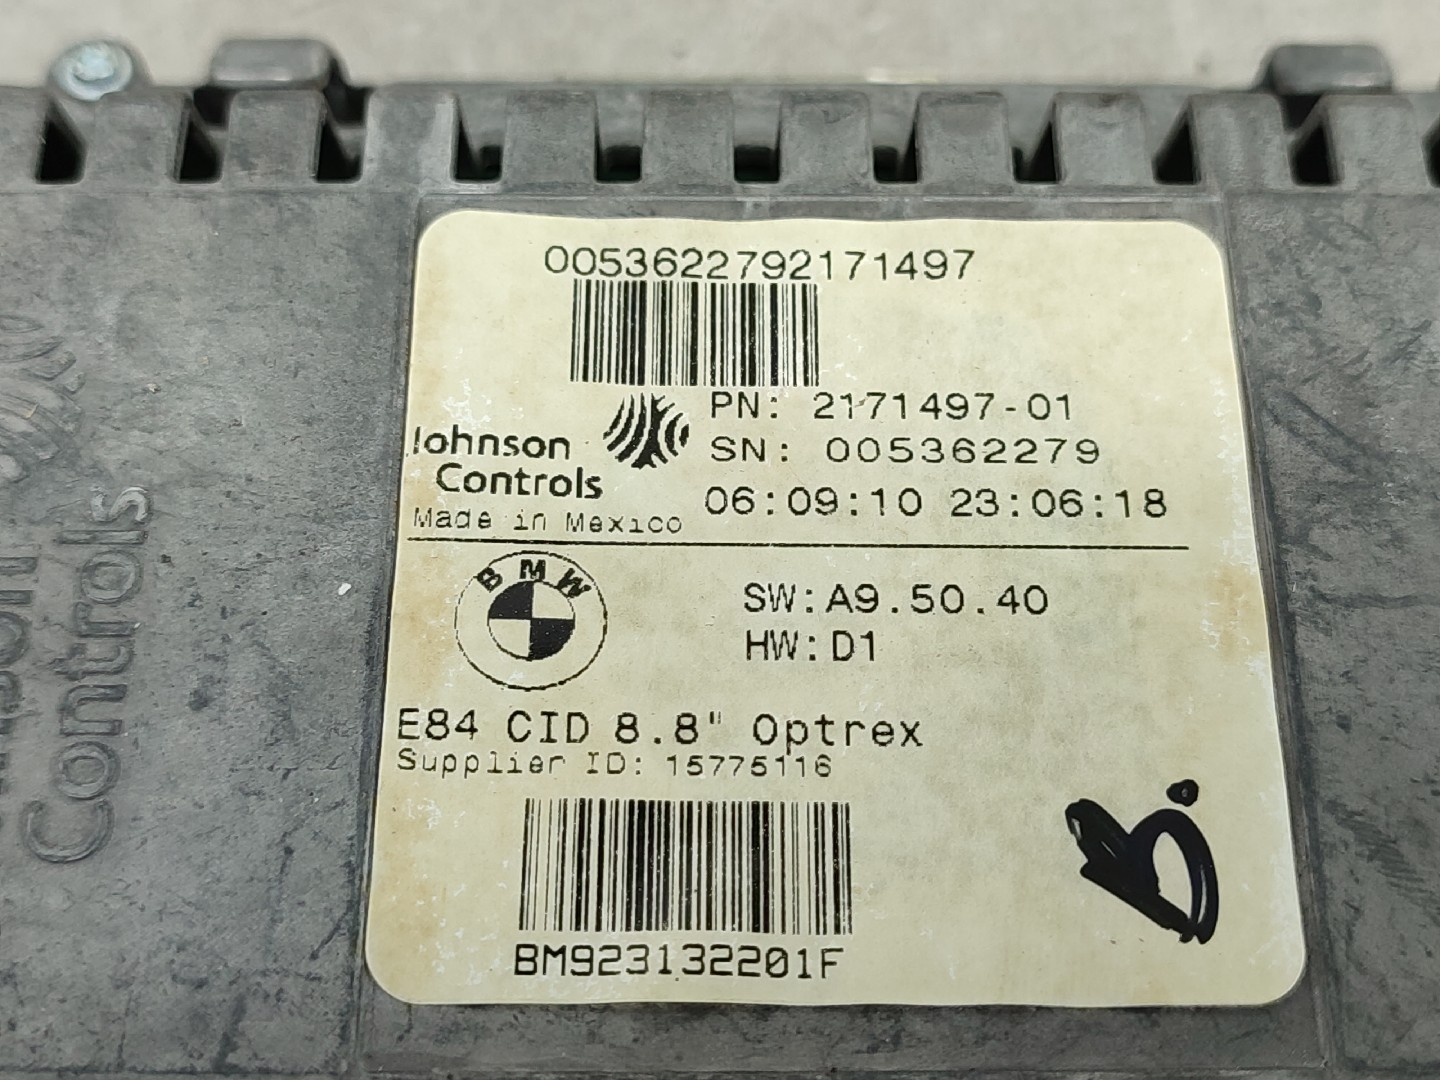 0053622792171497
PN: 2171497-01
Johnson
SN: 005362279
Controls
06:09:10 23:06:18
Made in Mexico
BMW
SW:A9.50.40
HW:D1
E84 CID 8.8" Optrex
Supplier ID: 15775116
BM923132201F
B.
Controls